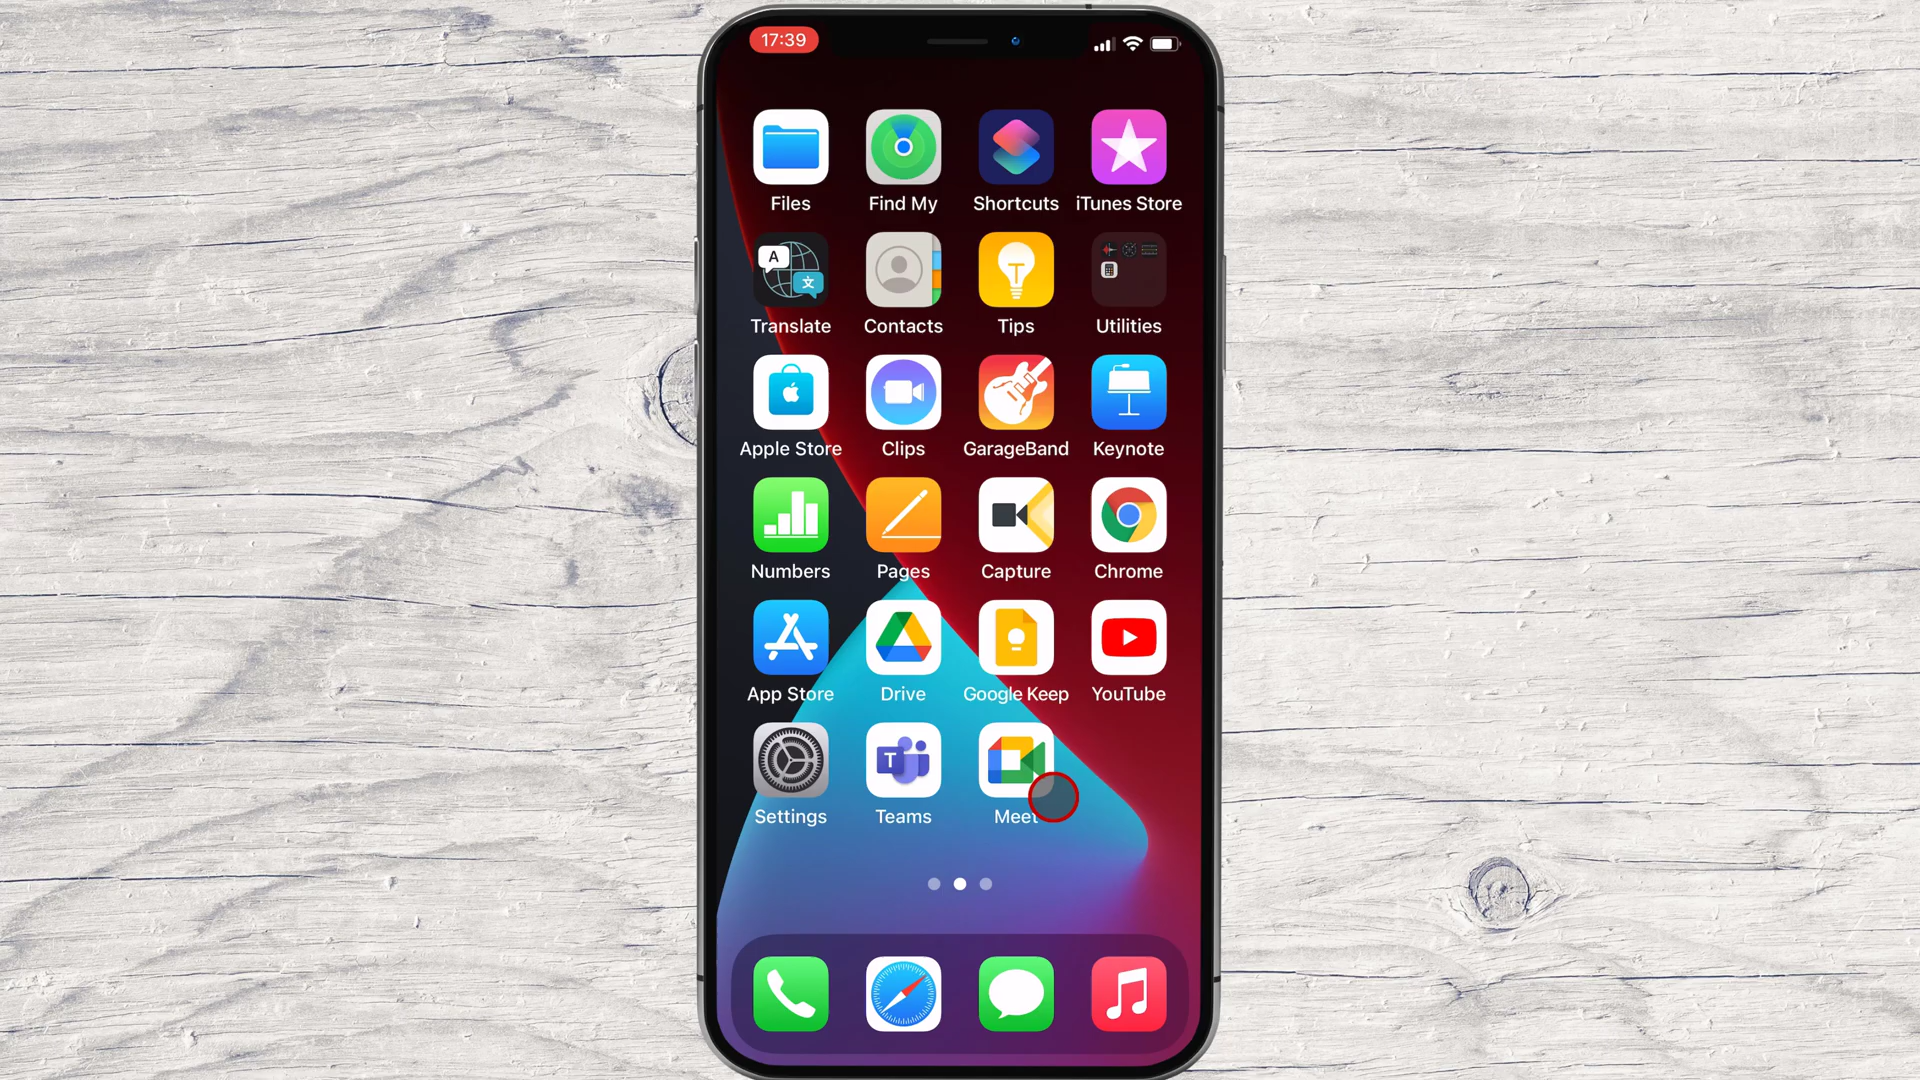 17:39
Files Find My Shortcuts iTunes Store
A 文
Translate Contacts Tips Utilities
Apple Store Clips GarageBand Keynote
Numbers Pages Capture Chrome
App Store Drive Google Keep YouTube
T
Settings Teams Meet